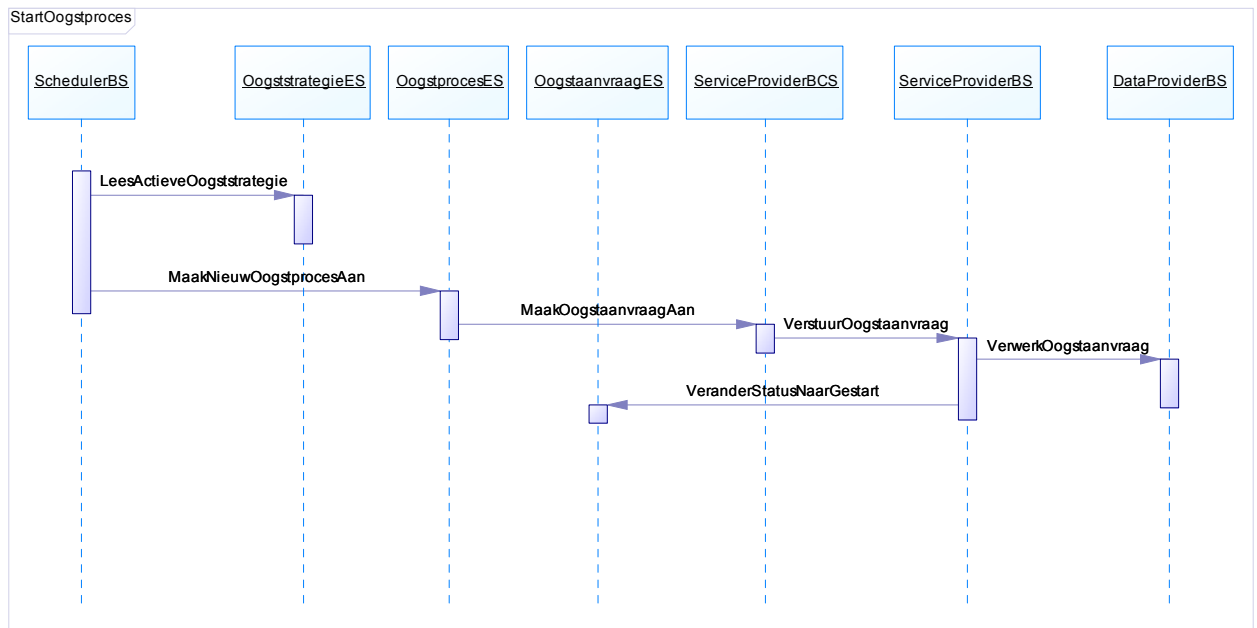 StartOogstproces
SchedulerBS
OogststrategieES
OogstprocesES
OogstaanvraagES
ServiceProviderBCS
ServiceProviderBS
DataProviderBS
LeesActieveOogststrategie
MaakNieuwOogstprocesAan
MaakOogstaanvraagAan
VerstuurOogstaanvraag
VerwerkOogstaanvraag
VeranderStatusNaarGestart